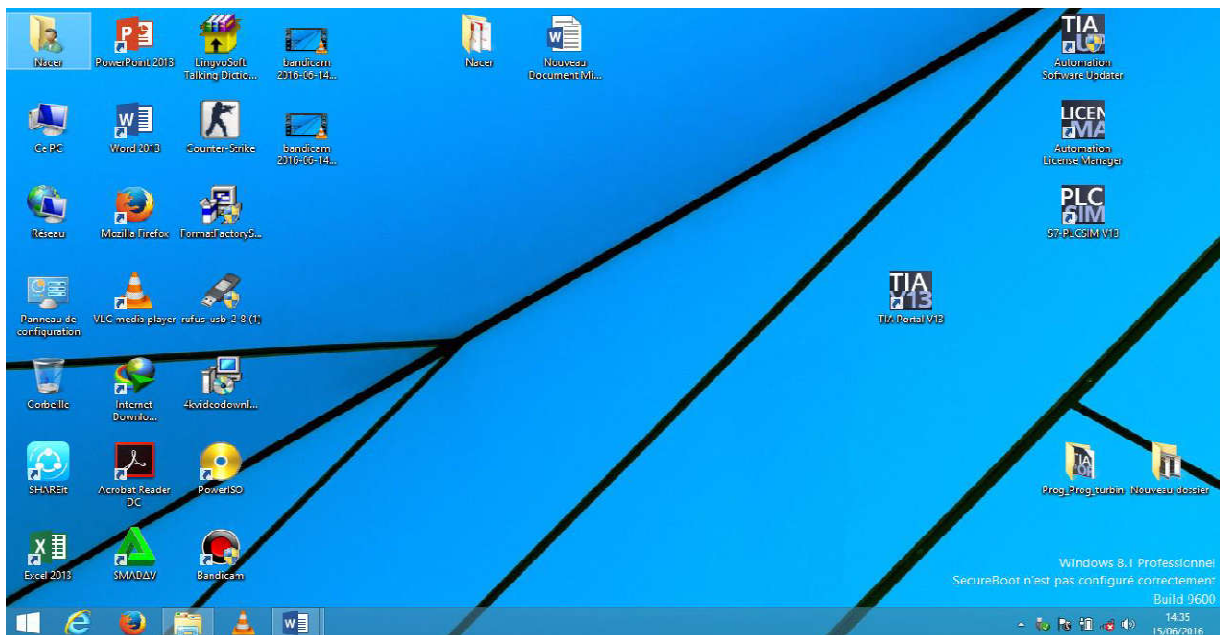 Nacer
PowerPoint 2013
LingvoSoft
Talking Dictio...
bandicam
2016-06-14...
Nacer
Nouveau
Document Mi...
TIA
Automation
Software Updater
Ce PC
Word 2013
Counter-Strike
bandicam
2016-06-14...
LICEN
MA
Automation
License Manager
Réseau
Mozilla Firefox
FormatFactoryS...
PLC
SIM
S7-PLCSIM V13
Panneau de
configuration
VLC media player
rufus_usb_2-8 (1)
TIA
V13
TIA Portal V13
Corbeille
Internet
Downlo...
4kvideodownl...
SHAREit
Acrobat Reader
DC
PowerISO
Prog_Prog_turbin
Nouveau dossier
Excel 2013
SMADAV
Bandicam
Windows 8.1 Professionnel
SecureBoot n'est pas configuré correctement
Build 9600
14:35
15/06/2016